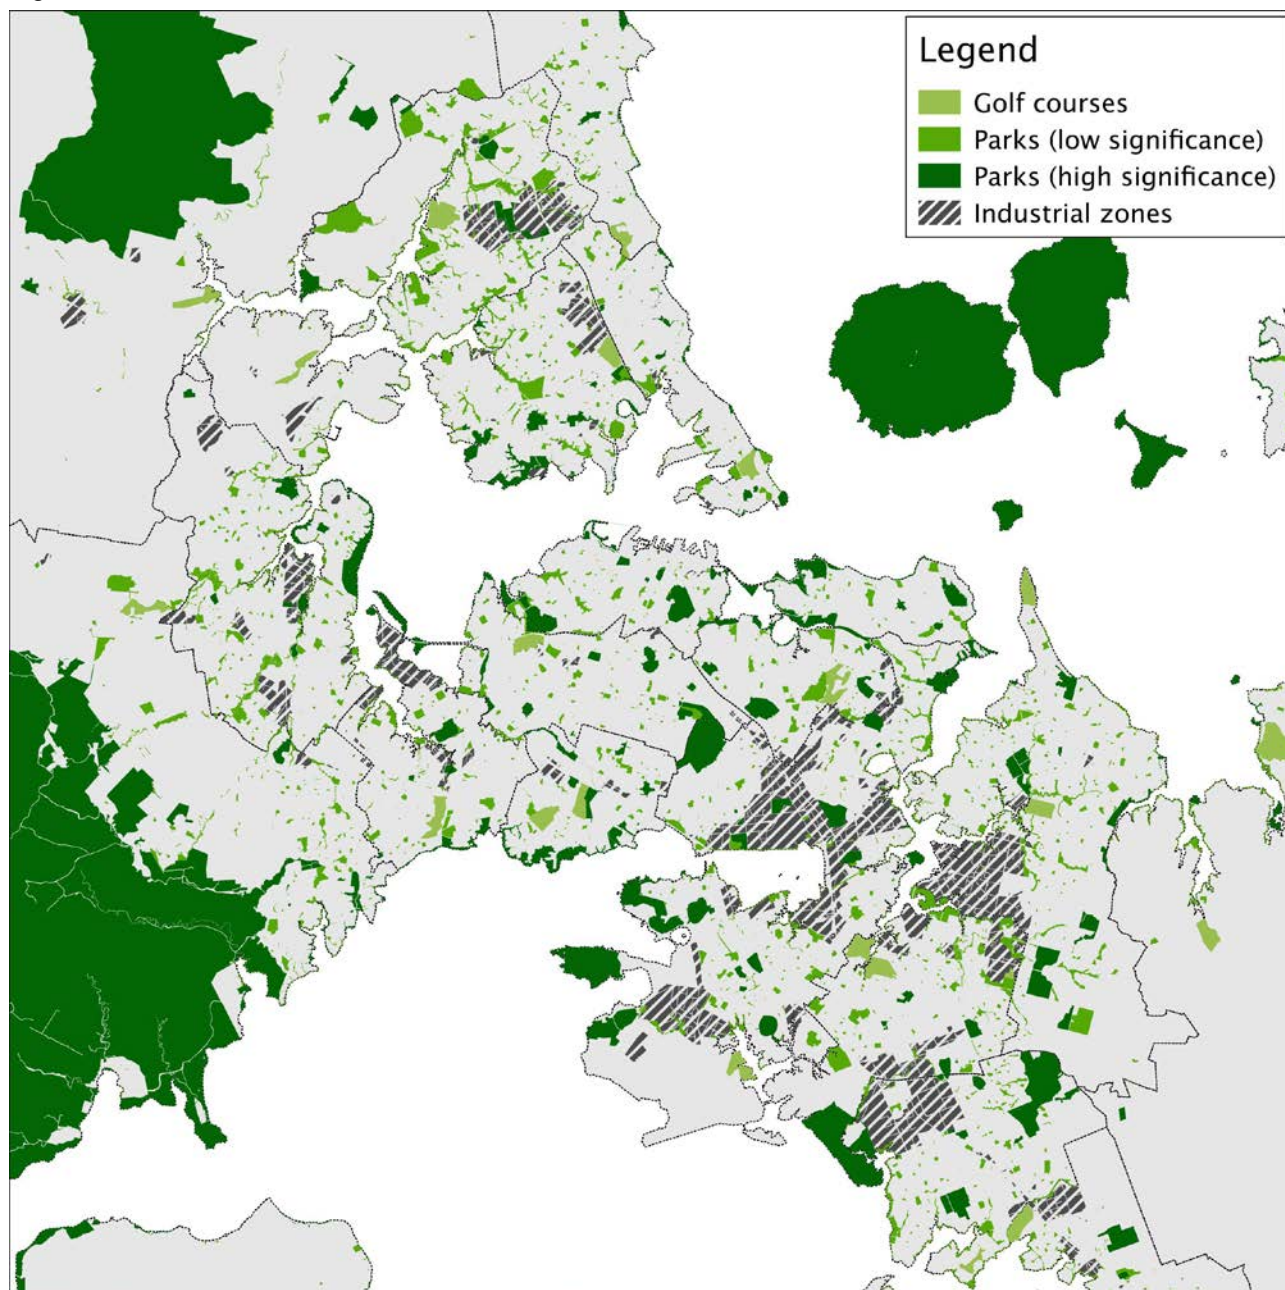 Legend
Golf courses
Parks (low significance)
Parks (high significance)
Industrial zones